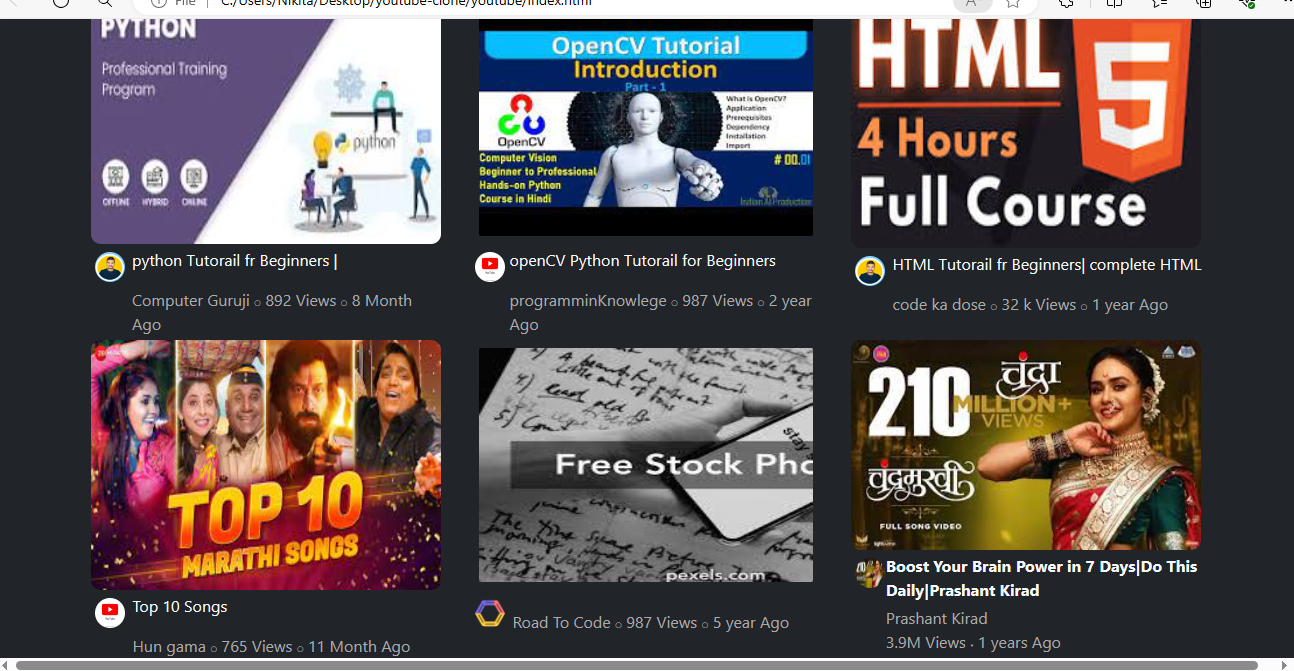 File
C:/Users/Nikita/Desktop/youtube-clone/youtube/index.html
PYTHON
Professional Training
Program
python
OFFLINE HYBRID ONLINE
OpenCV Tutorial
Introduction
Part - 1
OpenCV
What is OpenCV?
Application
Prerequisites
Dependency
Installation
Import
Computer Vision
Beginner to Professional
Hands-on Python
Course in Hindi
# 00.01
Indian AI Production
HTML
5
4 Hours
Full Course
python Tutorail fr Beginners |
Computer Guruji ○ 892 Views ○ 8 Month
Ago
openCV Python Tutorail for Beginners
programminKnowlege ○ 987 Views ○ 2 year
Ago
HTML Tutorail fr Beginners| complete HTML
code ka dose ○ 32 k Views ○ 1 year Ago
TOP 10
MARATHI SONGS
stay
Free Stock Pho
pexels.com
210
MILLION+
VIEWS
चंद्रा
चंद्रमुखी
FULL SONG VIDEO
Top 10 Songs
Hun gama ○ 765 Views ○ 11 Month Ago
Road To Code ○ 987 Views ○ 5 year Ago
Boost Your Brain Power in 7 Days|Do This
Daily|Prashant Kirad
Prashant Kirad
3.9M Views · 1 years Ago